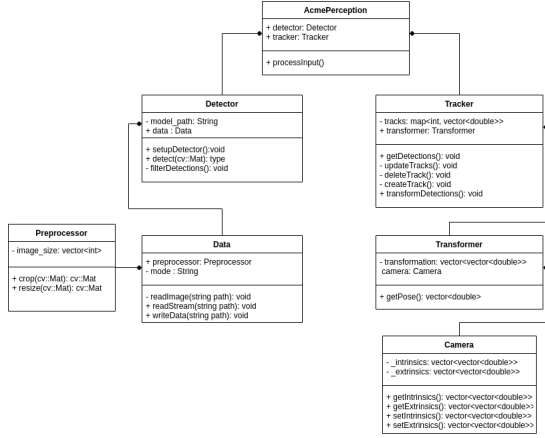 AcmePerception
+ detector: Detector
+ tracker: Tracker
+ processInput()
Detector
- model_path: String
+ data : Data
+ setupDetector():void
+ detect(cv::Mat): type
- filterDetections(): void
Tracker
- tracks: map<int, vector<double>>
+ transformer: Transformer
+ getDetections(): void
- updateTracks(): void
- deleteTrack(): void
- createTrack(): void
+ transformDetections(): void
Preprocessor
- image_size: vector<int>
+ crop(cv::Mat): cv::Mat
+ resize(cv::Mat): cv::Mat
Data
+ preprocessor: Preprocessor
- mode : String
- readImage(string path): void
+ readStream(string path): void
+ writeData(string path): void
Transformer
- transformation: vector<vector<double>>
camera: Camera
+ getPose(): vector<double>
Camera
- _intrinsics: vector<vector<double>>
- _extrinsics: vector<vector<double>>
+ getIntrinsics(): vector<vector<double>>
+ getExtrinsics(): vector<vector<double>>
+ setIntrinsics(): vector<vector<double>>
+ setExtrinsics(): vector<vector<double>>